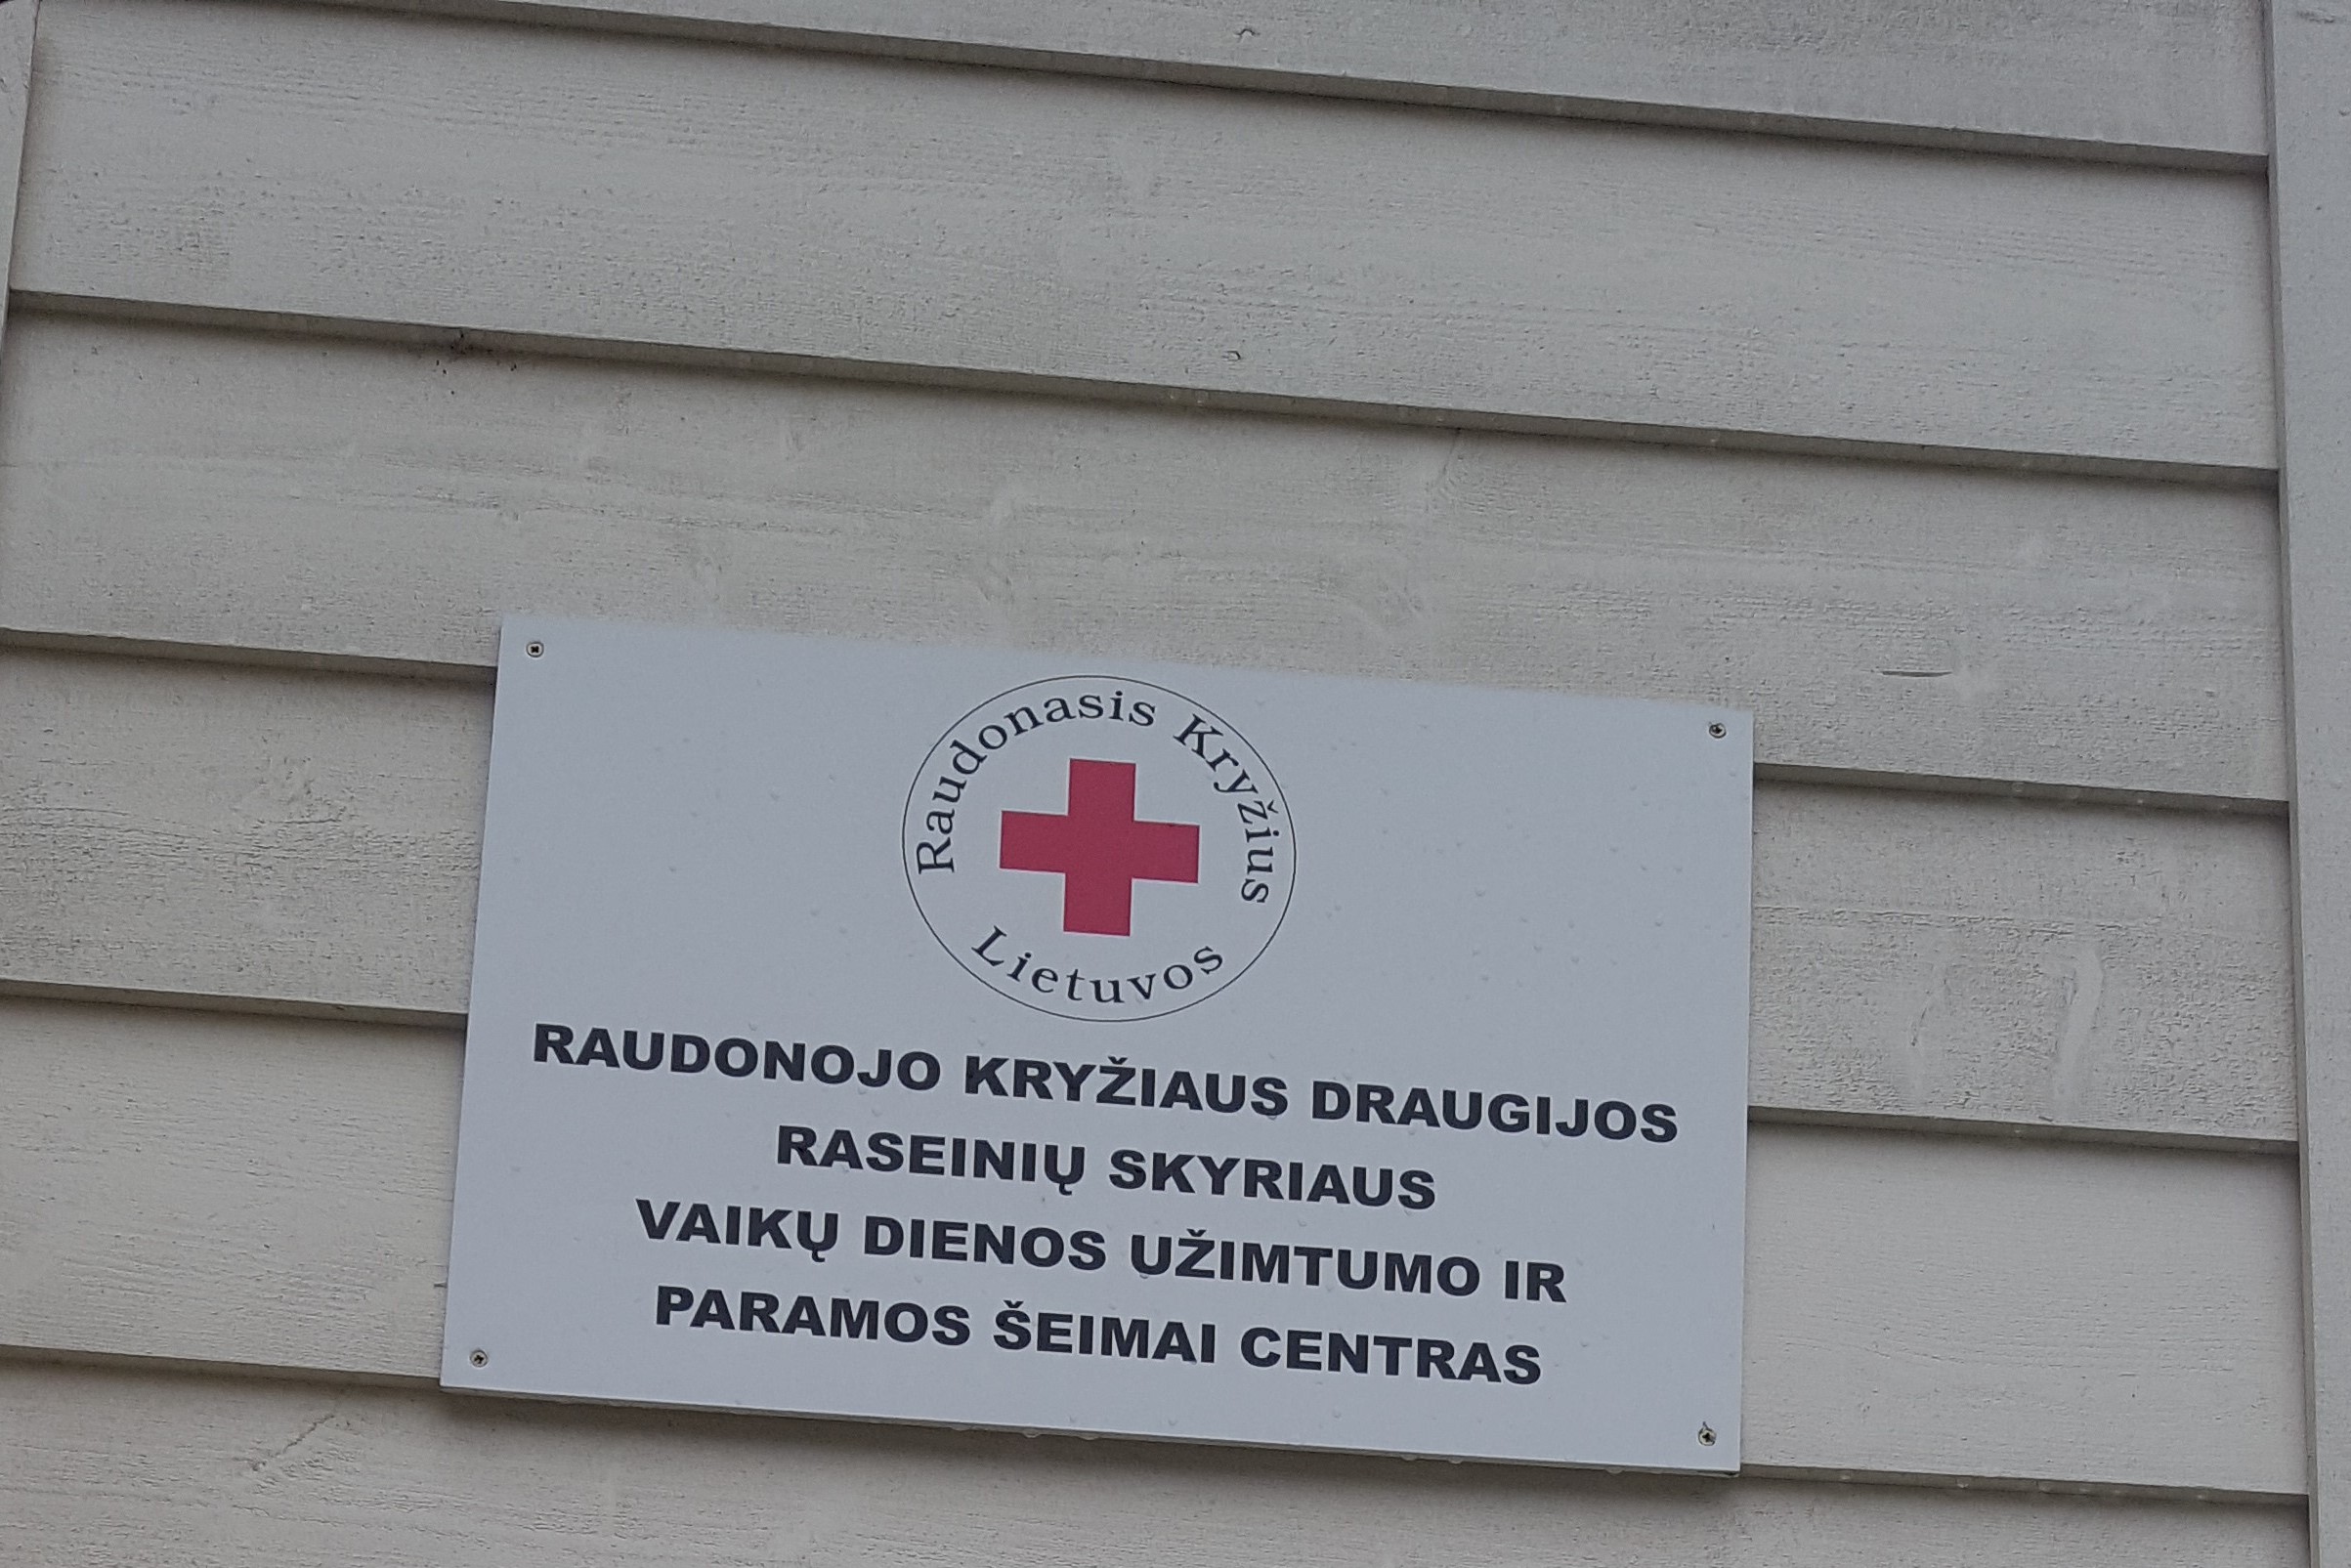 Raudonasis Kryžius
Lietuvos
RAUDONOJO KRYŽIAUS DRAUGIJOS
RASEINIŲ SKYRIAUS
VAIKŲ DIENOS UŽIMTUMO IR
PARAMOS ŠEIMAI CENTRAS